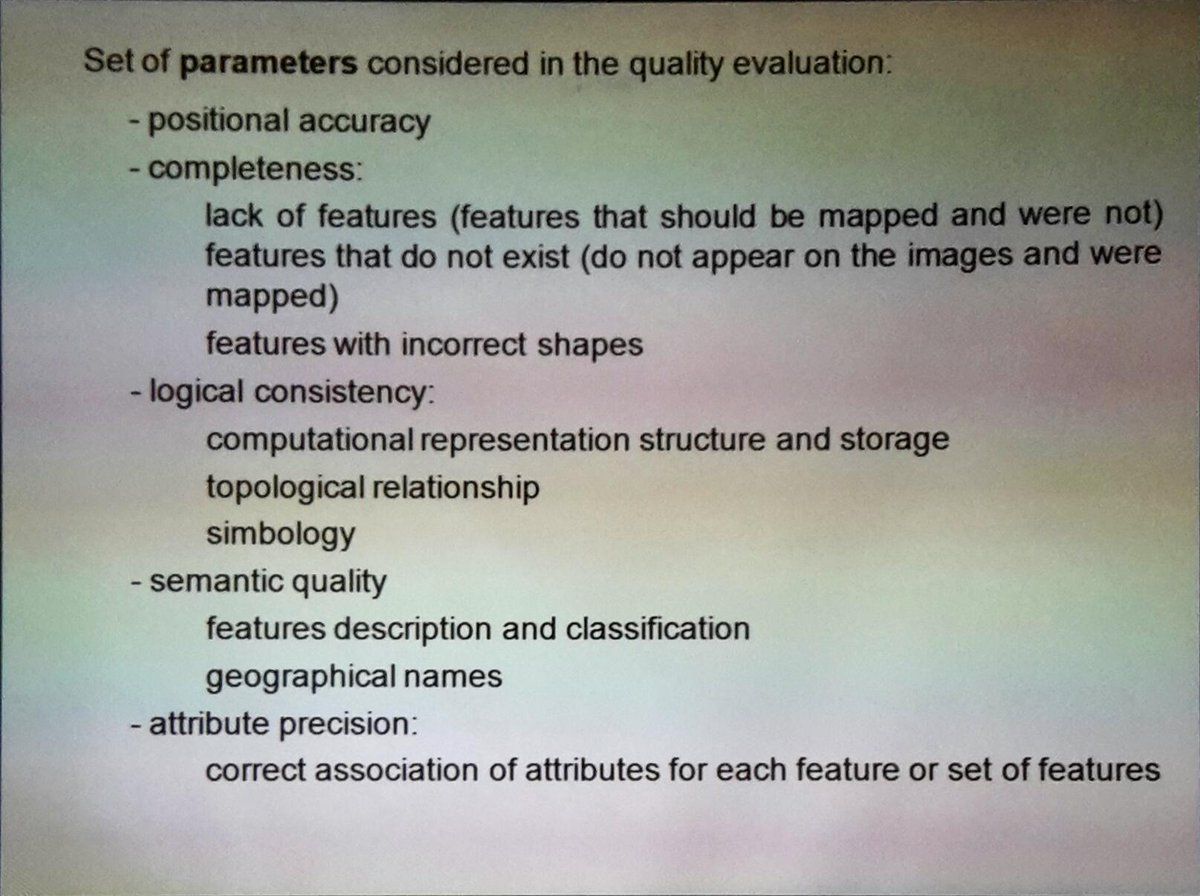 Set of parameters considered in the quality evaluation:
- positional accuracy
- completeness:
lack of features (features that should be mapped and were not)
features that do not exist (do not appear on the images and were
mapped)
features with incorrect shapes
- logical consistency:
computational representation structure and storage
topological relationship
simbology
- semantic quality
features description and classification
geographical names
- attribute precision:
correct association of attributes for each feature or set of features